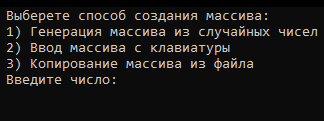 Выберете способ создания массива:
1) Генерация массива из случайных чисел
2) Ввод массива с клавиатуры
3) Копирование массива из файла
Введите число: